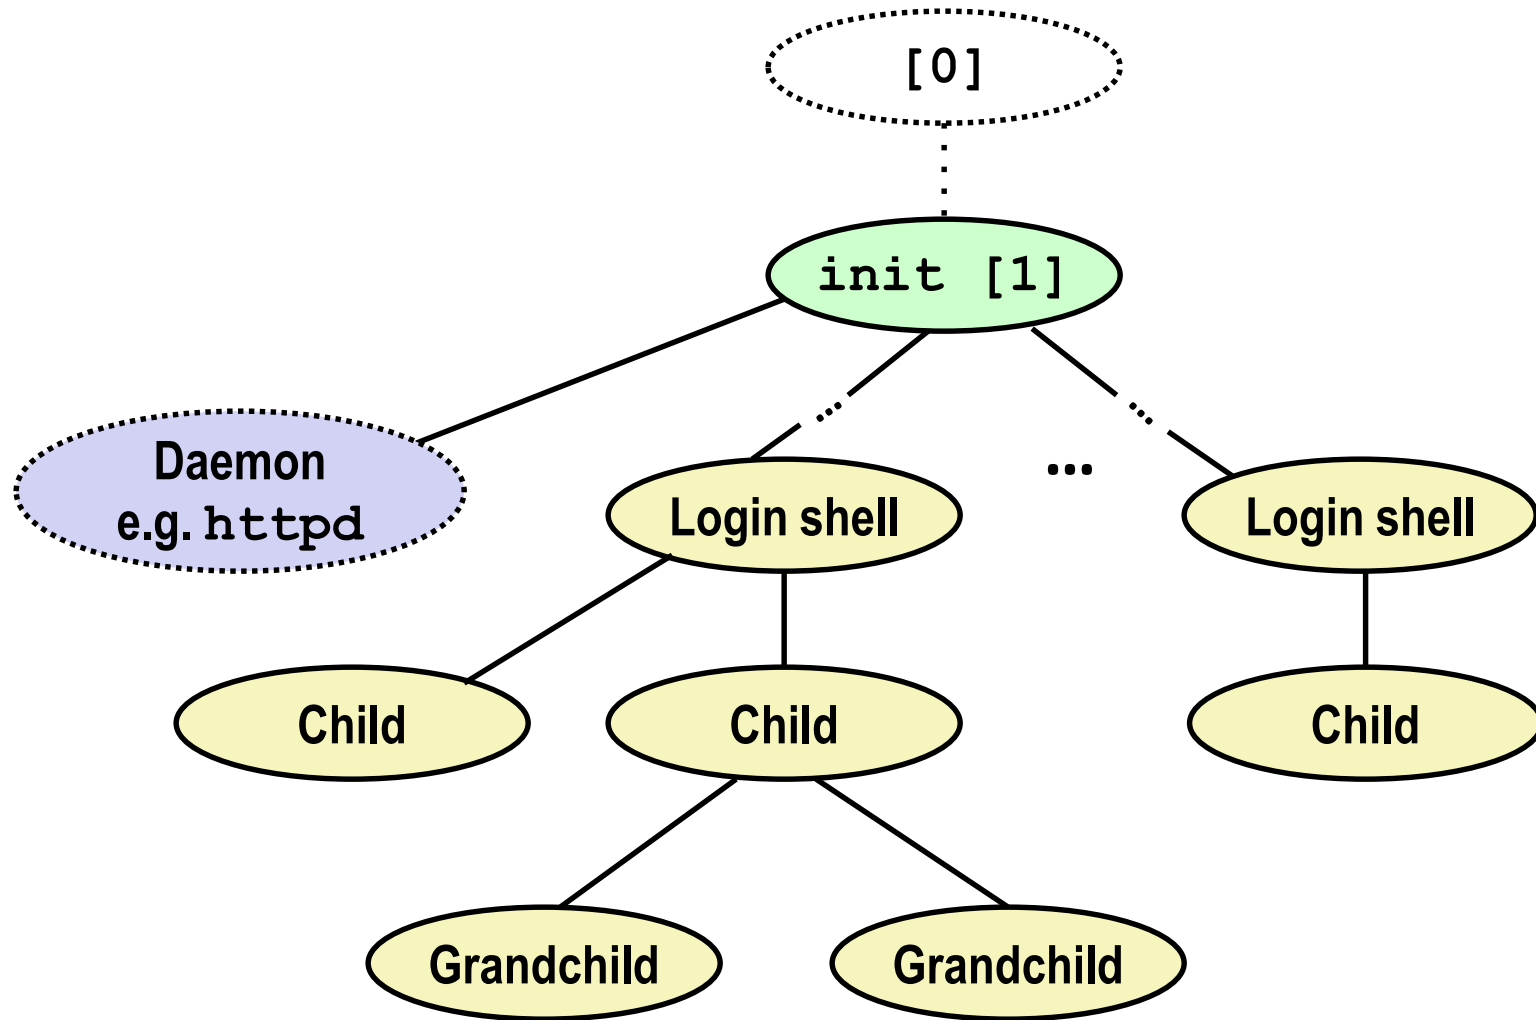 [0]
init [1]
Daemon
e.g. httpd
...
...
Login shell
...
Login shell
Child
Child
Child
Grandchild
Grandchild